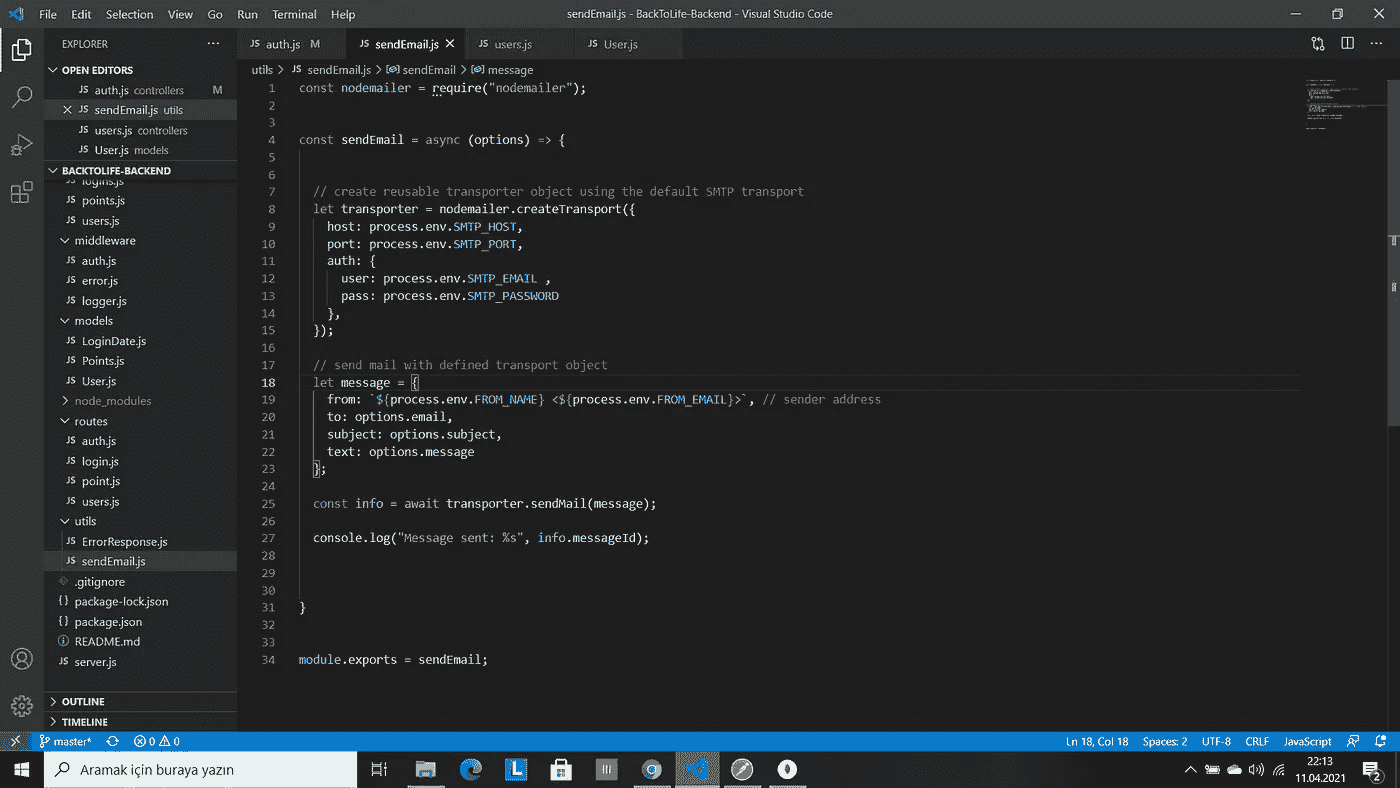 File Edit Selection View Go Run Terminal Help sendEmail.js - BackToLife-Backend - Visual Studio Code
EXPLORER
JS auth.js M JS sendEmail.js JS users.js JS User.js
OPEN EDITORS
JS auth.js controllers M
JS sendEmail.js utils
JS users.js controllers
JS User.js models
BACKTOLIFE-BACKEND
JS logins.js
JS points.js
JS users.js
middleware
JS auth.js
JS error.js
JS logger.js
models
JS LoginDate.js
JS Points.js
JS User.js
node_modules
routes
JS auth.js
JS login.js
JS point.js
JS users.js
utils
JS ErrorResponse.js
JS sendEmail.js
.gitignore
{} package-lock.json
{} package.json
README.md
JS server.js
OUTLINE
TIMELINE
utils > JS sendEmail.js > sendEmail > message
1 const nodemailer = require("nodemailer");
2
3
4 const sendEmail = async (options) => {
5
6
7 // create reusable transporter object using the default SMTP transport
8 let transporter = nodemailer.createTransport({
9 host: process.env.SMTP_HOST,
10 port: process.env.SMTP_PORT,
11 auth: {
12 user: process.env.SMTP_EMAIL ,
13 pass: process.env.SMTP_PASSWORD
14 },
15 });
16
17 // send mail with defined transport object
18 let message = {
19 from: `${process.env.FROM_NAME} <${process.env.FROM_EMAIL}>`, // sender address
20 to: options.email,
21 subject: options.subject,
22 text: options.message
23 };
24
25 const info = await transporter.sendMail(message);
26
27 console.log("Message sent: %s", info.messageId);
28
29
30
31 }
32
33
34 module.exports = sendEmail;
master* 0 0 Ln 18, Col 18 Spaces: 2 UTF-8 CRLF JavaScript
Aramak için buraya yazın
L
22:13
11.04.2021
2